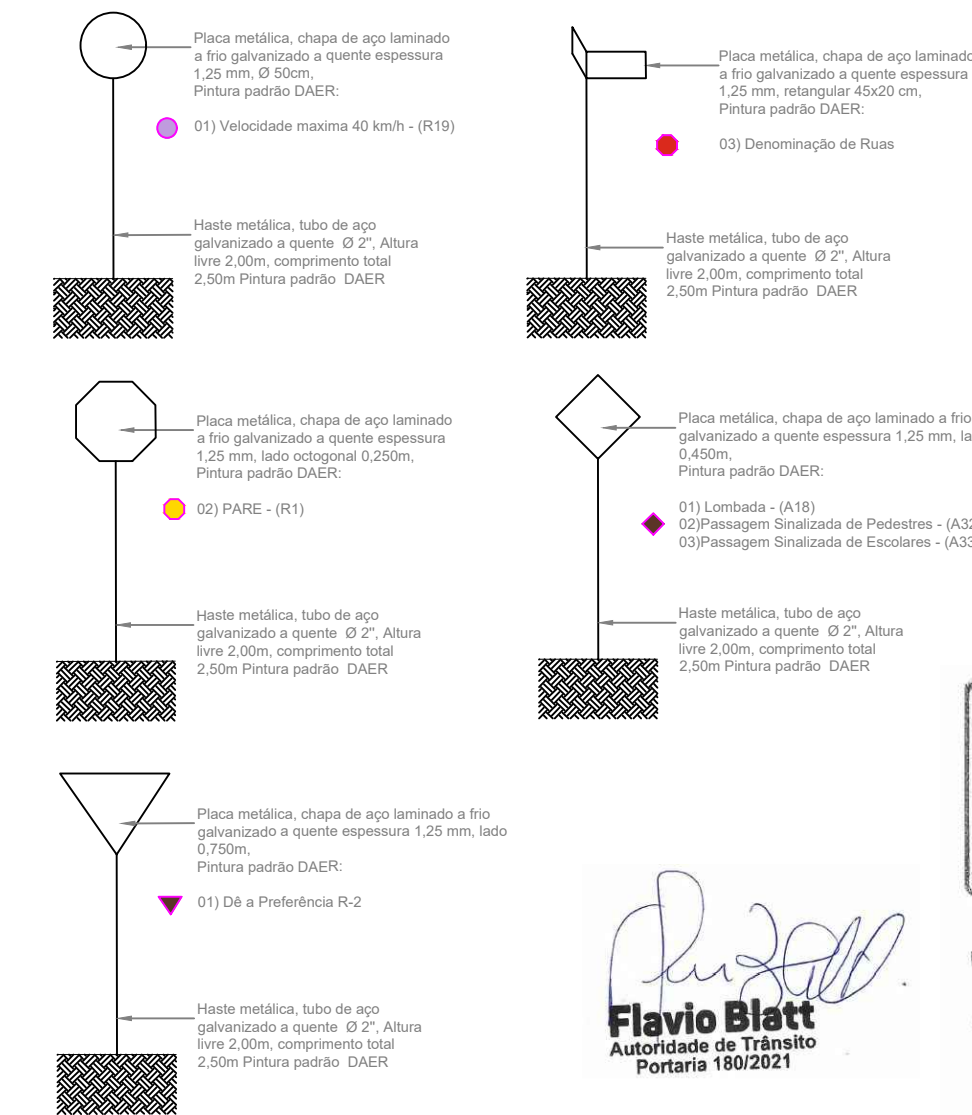 Placa metálica, chapa de aço laminado
a frio galvanizado a quente espessura
1,25 mm, Ø 50cm,
Pintura padrão DAER:
01) Velocidade maxima 40 km/h - (R19)
Haste metálica, tubo de aço
galvanizado a quente Ø 2", Altura
livre 2,00m, comprimento total
2,50m Pintura padrão DAER
Placa metálica, chapa de aço laminado
a frio galvanizado a quente espessura
1,25 mm, retangular 45x20 cm,
Pintura padrão DAER:
03) Denominação de Ruas
Haste metálica, tubo de aço
galvanizado a quente Ø 2", Altura
livre 2,00m, comprimento total
2,50m Pintura padrão DAER
Placa metálica, chapa de aço laminado
a frio galvanizado a quente espessura
1,25 mm, lado octogonal 0,250m,
Pintura padrão DAER:
02) PARE - (R1)
Haste metálica, tubo de aço
galvanizado a quente Ø 2", Altura
livre 2,00m, comprimento total
2,50m Pintura padrão DAER
Placa metálica, chapa de aço laminado a frio
galvanizado a quente espessura 1,25 mm, la
0,450m,
Pintura padrão DAER:
01) Lombada - (A18)
02)Passagem Sinalizada de Pedestres - (A32
03)Passagem Sinalizada de Escolares - (A33
Haste metálica, tubo de aço
galvanizado a quente Ø 2", Altura
livre 2,00m, comprimento total
2,50m Pintura padrão DAER
Placa metálica, chapa de aço laminado a frio
galvanizado a quente espessura 1,25 mm, lado
0,750m,
Pintura padrão DAER:
01) Dê a Preferência R-2
Haste metálica, tubo de aço
galvanizado a quente Ø 2", Altura
livre 2,00m, comprimento total
2,50m Pintura padrão DAER
Flavio Blatt
Autoridade de Trânsito
Portaria 180/2021